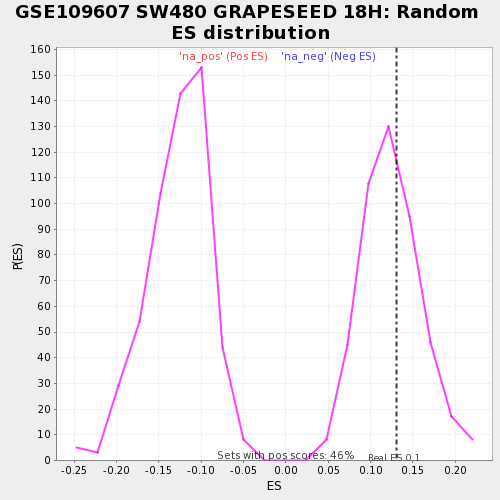 GSE109607 SW480 GRAPESEED 18H: Random
ES distribution
'na_pos' (Pos ES) 'na_neg' (Neg ES)
160
150
140
130
120
110
100
90
80
70
60
50
40
30
20
10
0
P(ES)
Sets with pos scores: 46%
Real ES 0.1
-0.25 -0.20 -0.15 -0.10 -0.05 0.00 0.05 0.10 0.15 0.20
ES